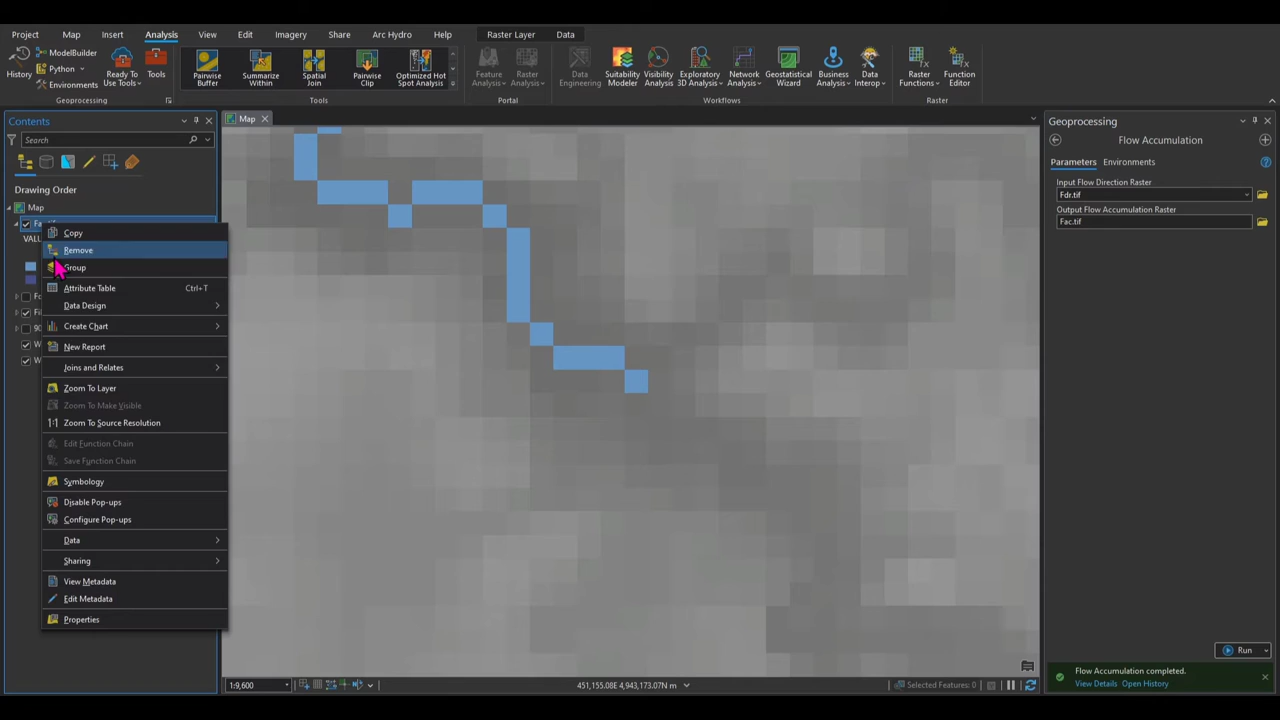 Project Map Insert Analysis View Edit Imagery Share Arc Hydro Help Raster Layer Data
History
ModelBuilder
Python
Environments
Ready To Use Tools
Tools
Geoprocessing
Pairwise Buffer
Summarize Within
Spatial Join
Pairwise Clip
Optimized Hot Spot Analysis
Tools
Feature Analysis
Raster Analysis
Portal
Data Engineering
Suitability Modeler
Visibility Analysis
Exploratory 3D Analysis
Network Analysis
Geostatistical Wizard
Business Analysis
Data Interop
Workflows
Raster Functions
Function Editor
Raster
Contents
Search
Drawing Order
Map
VALU
Copy
Remove
Group
Attribute Table Ctrl+T
Data Design
Create Chart
New Report
Joins and Relates
Zoom To Layer
Zoom To Make Visible
1:1 Zoom To Source Resolution
Edit Function Chain
Save Function Chain
Symbology
Disable Pop-ups
Configure Pop-ups
Data
Sharing
View Metadata
Edit Metadata
Properties
Map
1:9,600
451,155.08E 4,943,173.07N m
Selected Features: 0
Geoprocessing
Flow Accumulation
Parameters Environments
Input Flow Direction Raster
Fdr.tif
Output Flow Accumulation Raster
Fac.tif
Run
Flow Accumulation completed.
View Details Open History